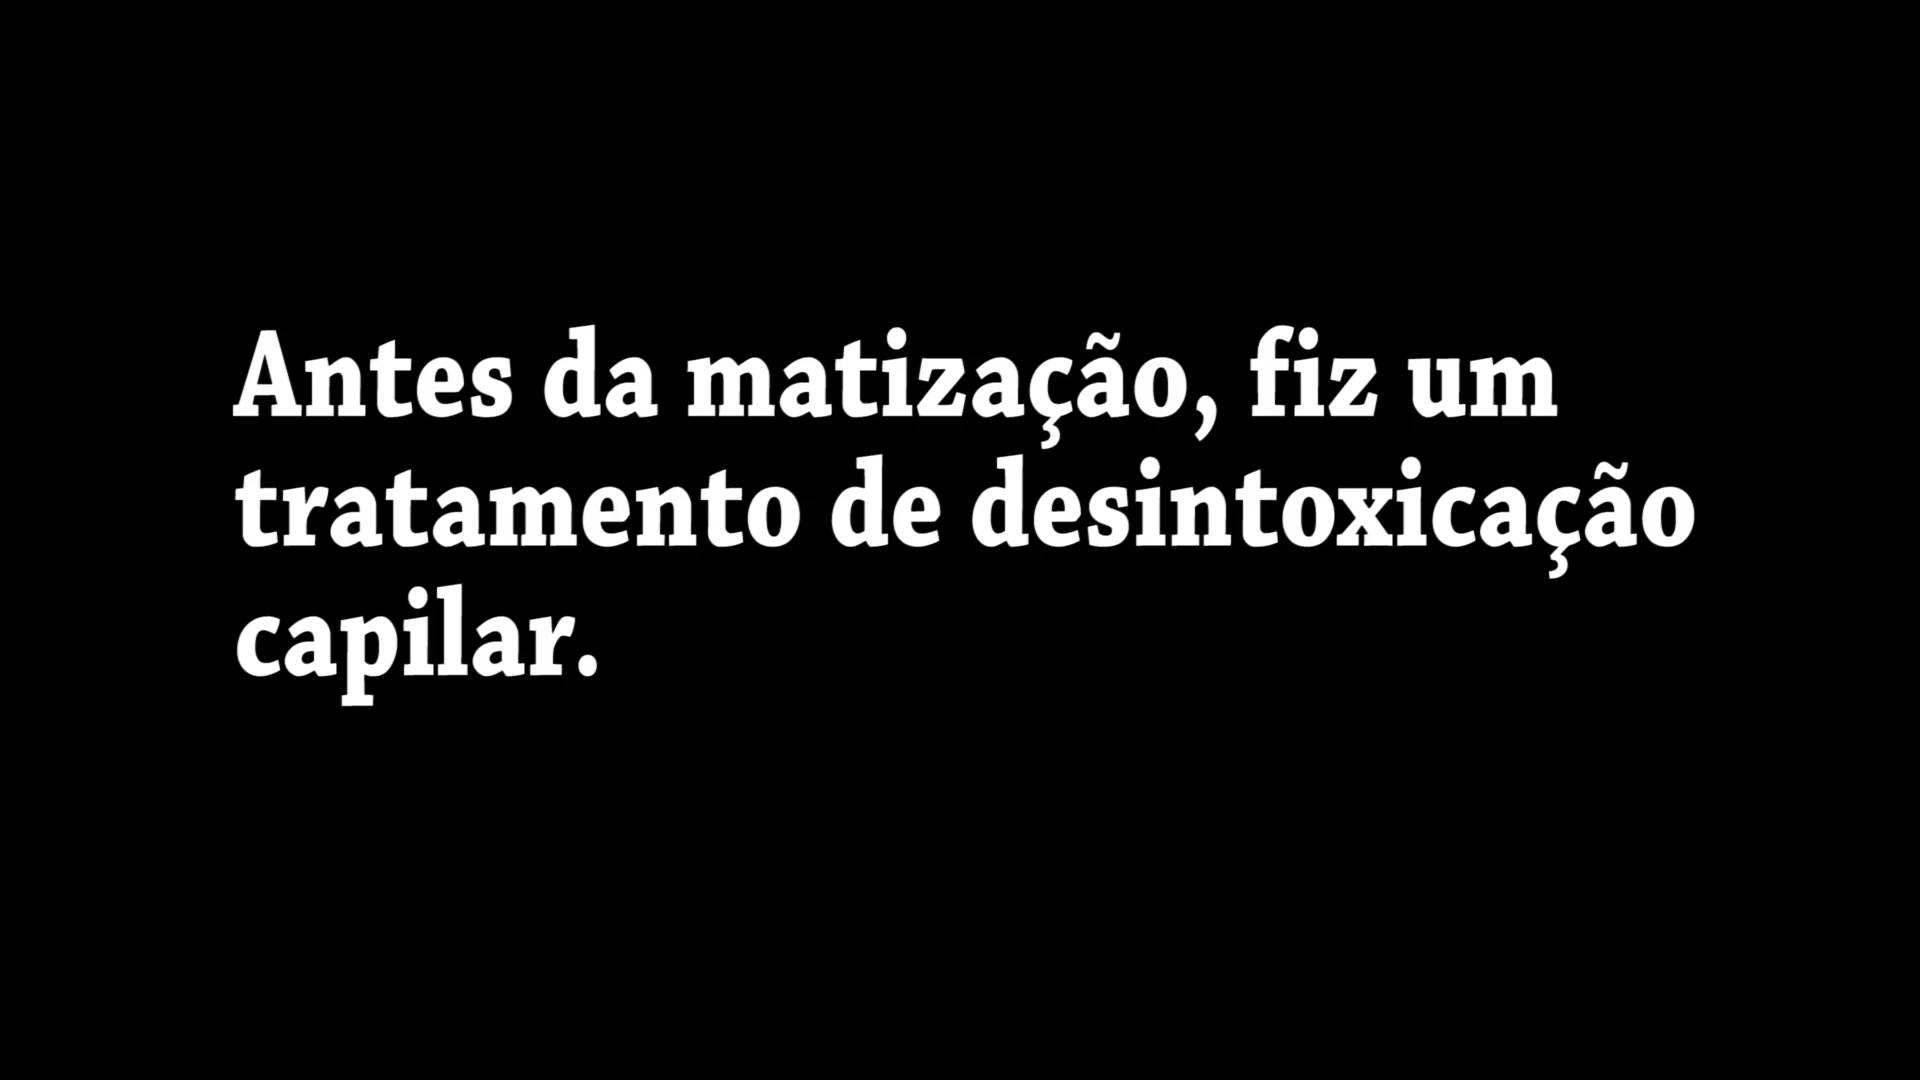 Antes da matização, fiz um
tratamento de desintoxicação
capilar.